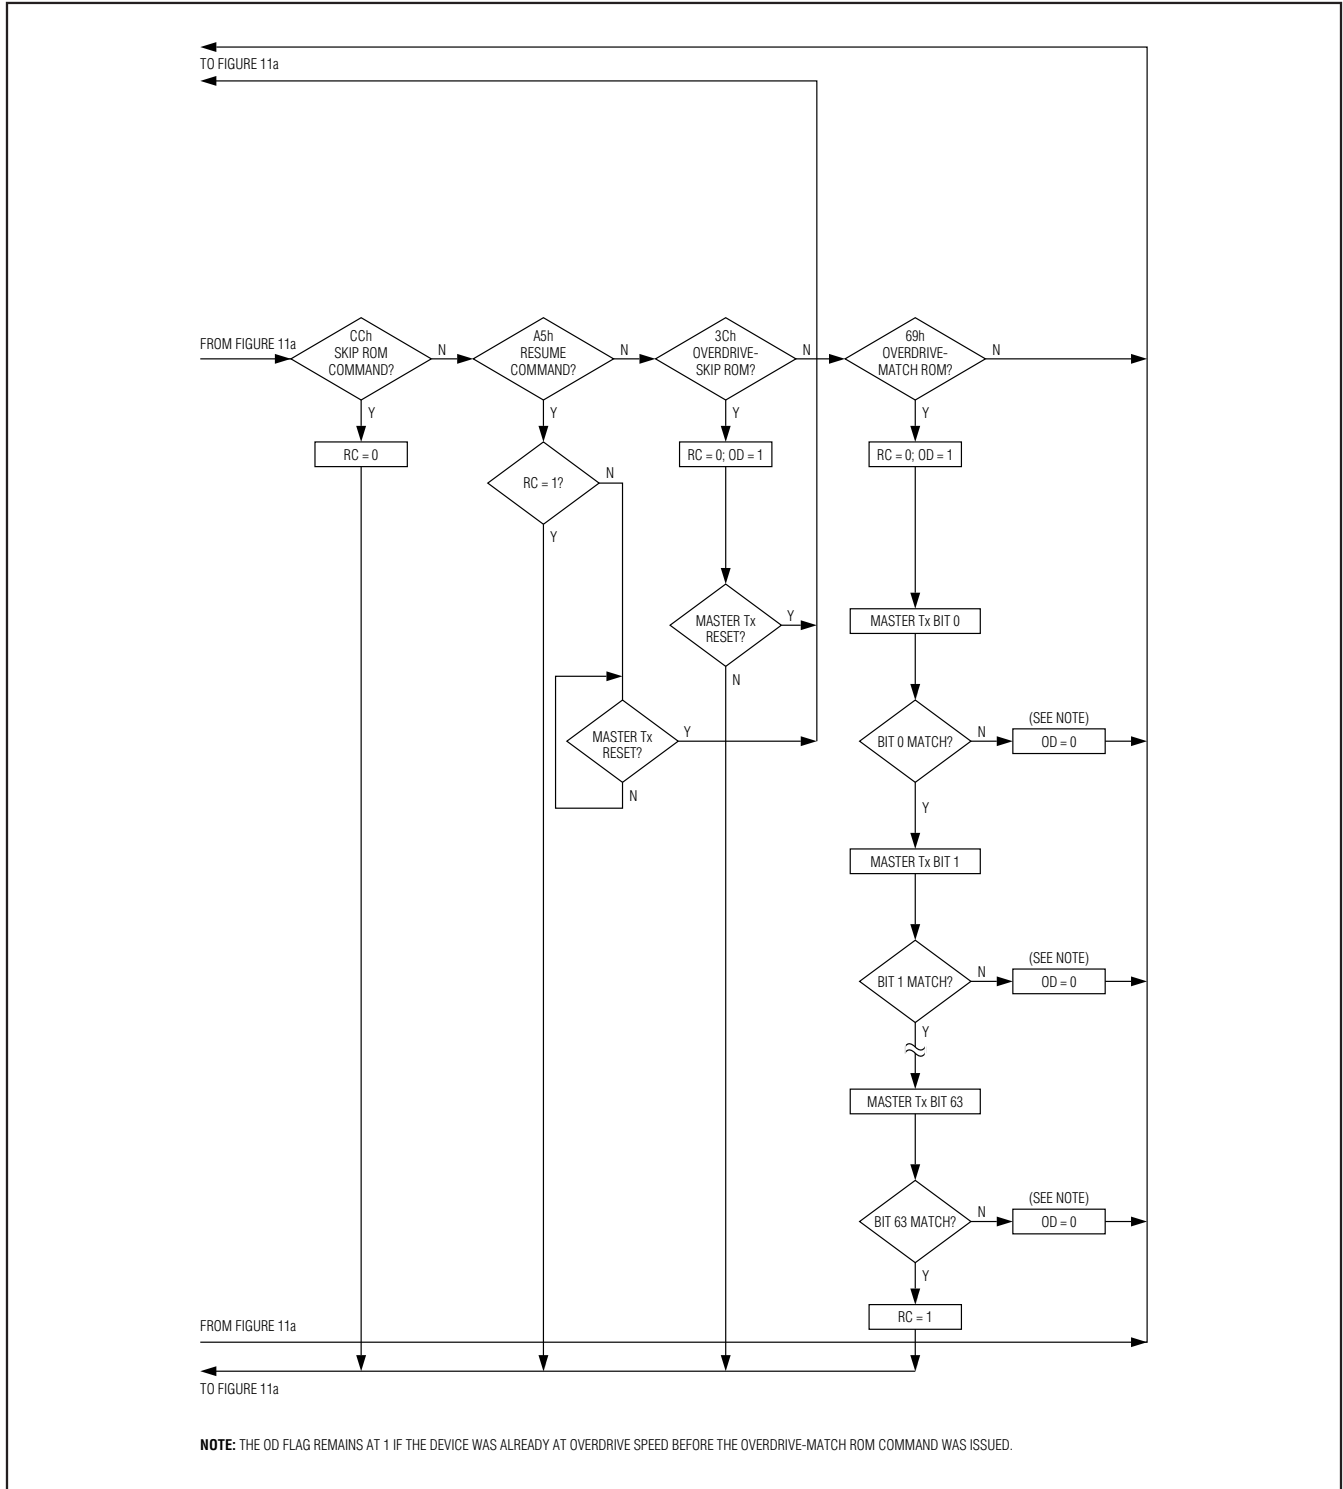 TO FIGURE 11a
FROM FIGURE 11a
CCh
SKIP ROM
COMMAND?
N
Y
RC = 0
A5h
RESUME
COMMAND?
N
Y
RC = 1?
N
Y
MASTER Tx
RESET?
Y
N
3Ch
OVERDRIVE-
SKIP ROM?
N
Y
RC = 0; OD = 1
MASTER Tx
RESET?
Y
N
69h
OVERDRIVE-
MATCH ROM?
N
Y
RC = 0; OD = 1
MASTER Tx BIT 0
BIT 0 MATCH?
N
(SEE NOTE)
OD = 0
Y
MASTER Tx BIT 1
BIT 1 MATCH?
N
(SEE NOTE)
OD = 0
Y
MASTER Tx BIT 63
BIT 63 MATCH?
N
(SEE NOTE)
OD = 0
Y
RC = 1
FROM FIGURE 11a
TO FIGURE 11a
NOTE: THE OD FLAG REMAINS AT 1 IF THE DEVICE WAS ALREADY AT OVERDRIVE SPEED BEFORE THE OVERDRIVE-MATCH ROM COMMAND WAS ISSUED.